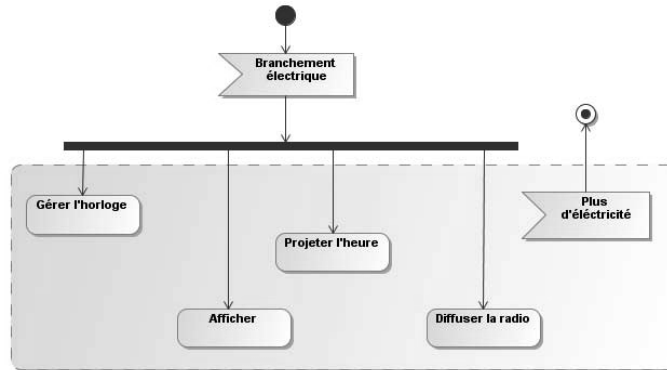 Branchement
électrique
Gérer l'horloge
Plus
d'éléctricité
Projeter l'heure
Afficher
Diffuser la radio